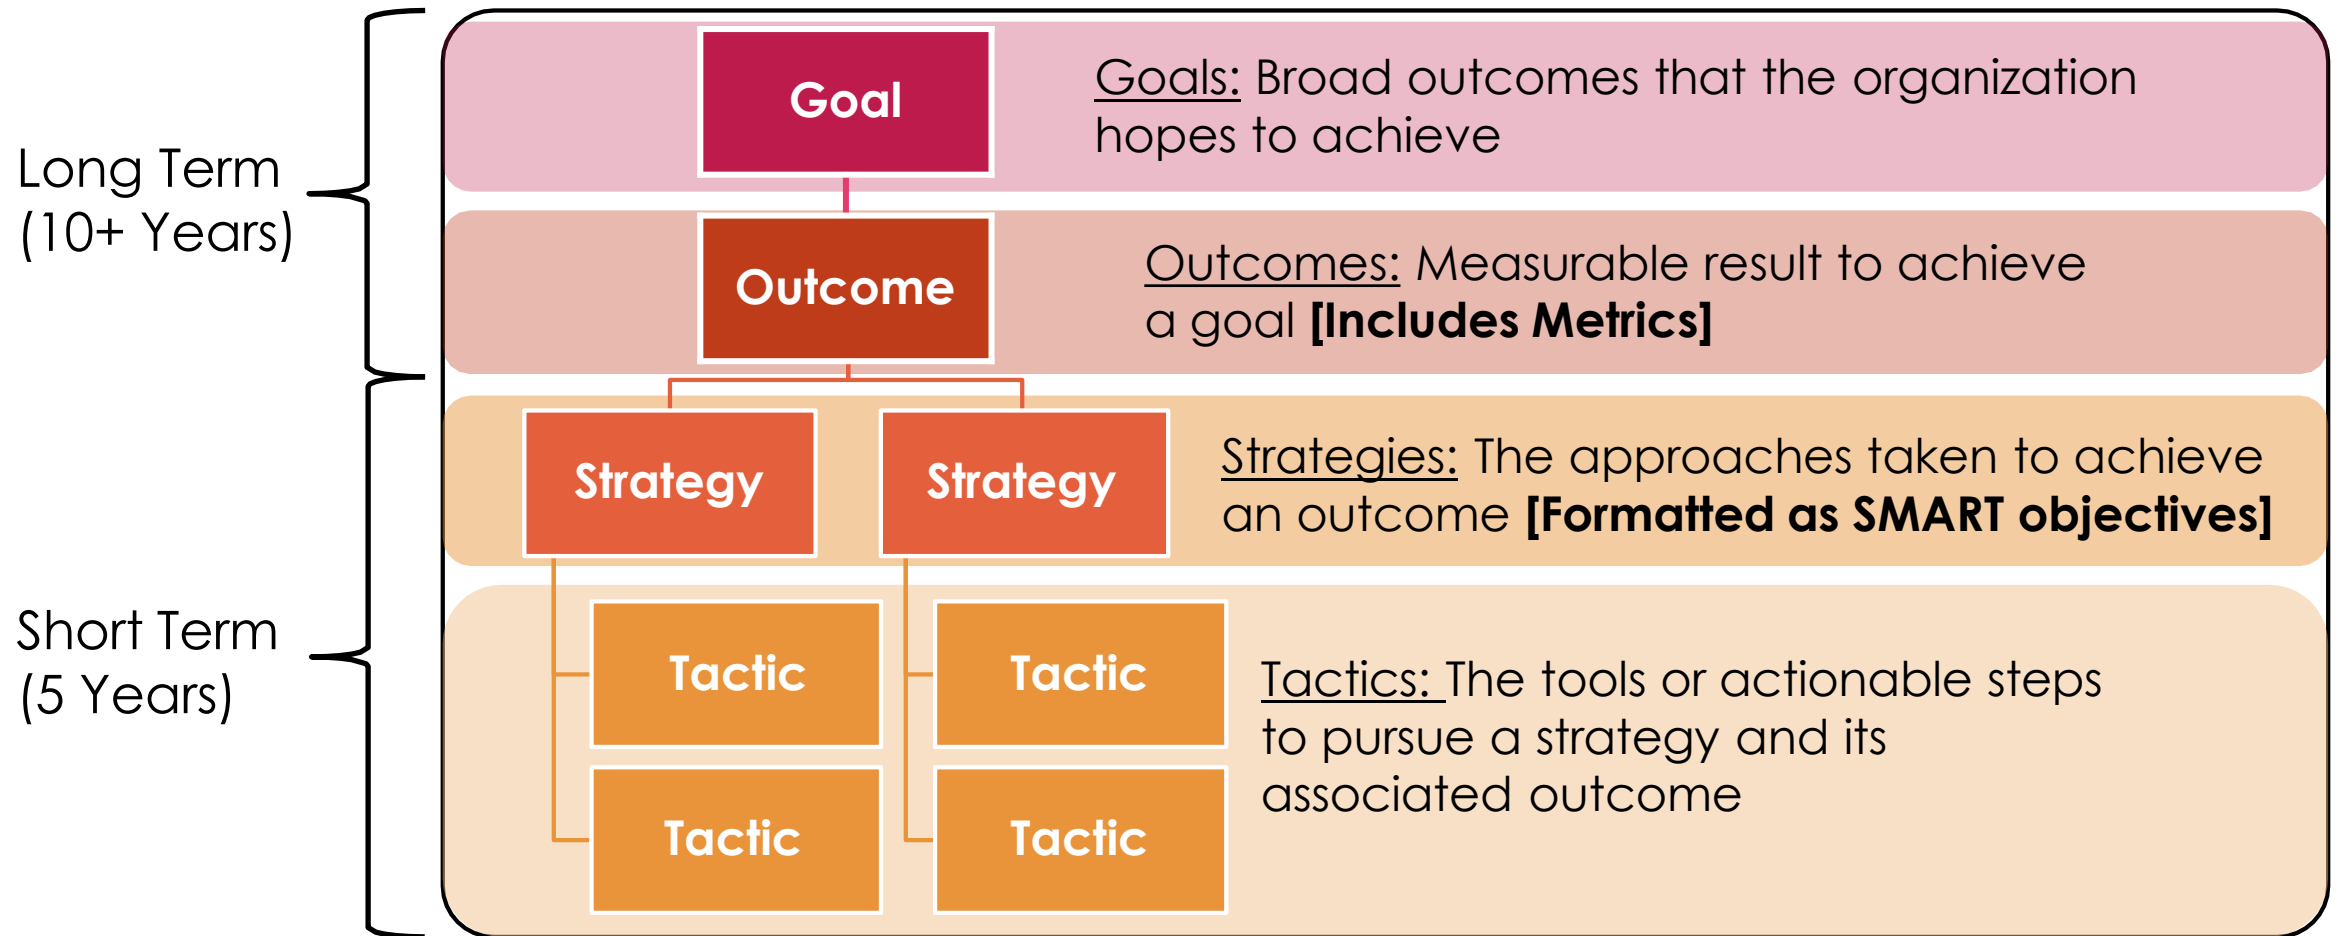 Long Term
(10+ Years)
Goal
Goals: Broad outcomes that the organization
hopes to achieve
Outcome
Outcomes: Measurable result to achieve
a goal [Includes Metrics]
Short Term
(5 Years)
Strategy
Strategy
Strategies: The approaches taken to achieve
an outcome [Formatted as SMART objectives]
Tactic
Tactic
Tactic
Tactic
Tactics: The tools or actionable steps
to pursue a strategy and its
associated outcome